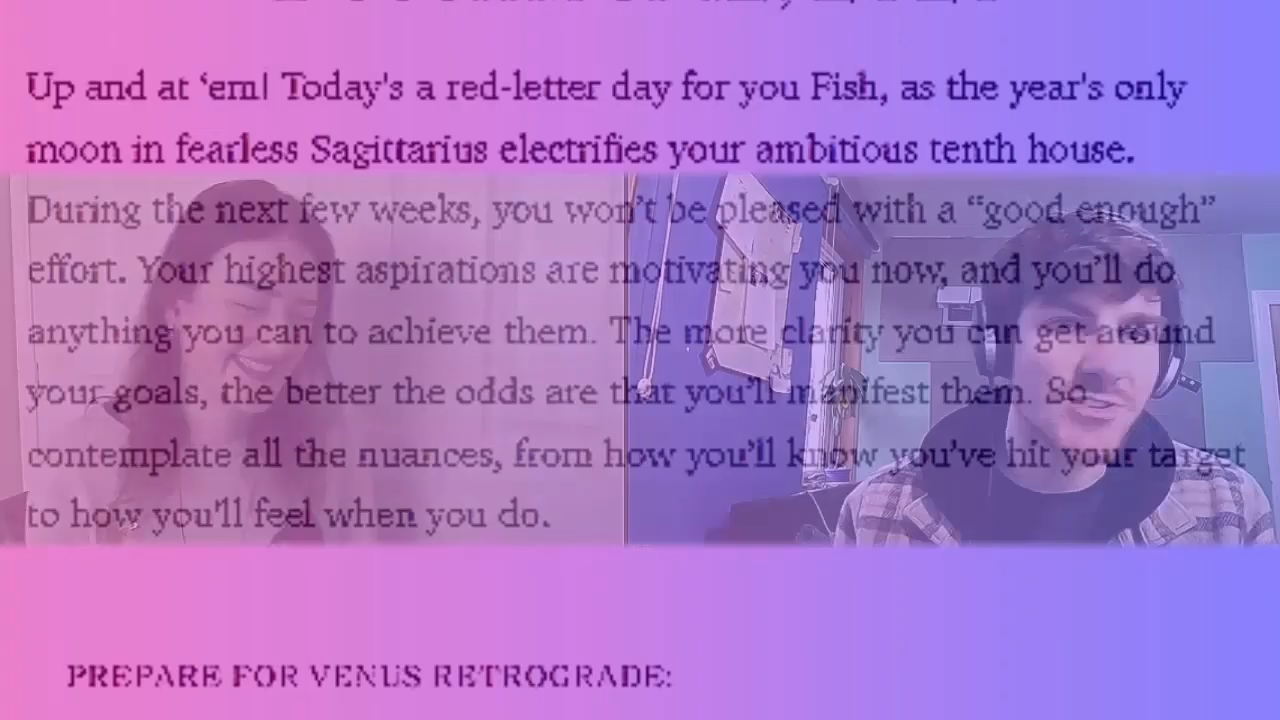 Up and at ‘em! Today's a red-letter day for you Fish, as the year's only
moon in fearless Sagittarius electrifies your ambitious tenth house.
During the next few weeks, you won’t be pleased with a “good enough”
effort. Your highest aspirations are motivating you now, and you’ll do
anything you can to achieve them. The more clarity you can get around
your goals, the better the odds are that you’ll manifest them. So
contemplate all the nuances, from how you’ll know you’ve hit your target
to how you’ll feel when you do.
PREPARE FOR VENUS RETROGRADE: